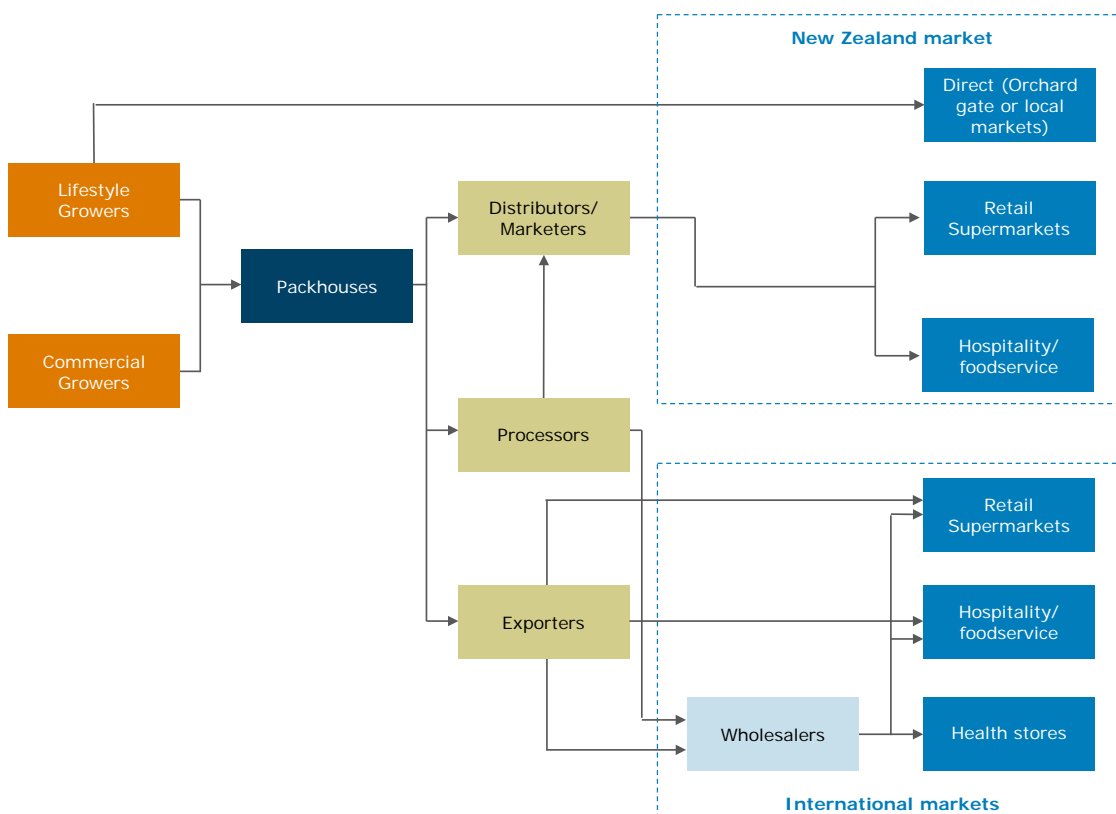 New Zealand market
Direct (Orchard
gate or local
markets)
Lifestyle
Growers
Distributors/
Marketers
Retail
Supermarkets
Packhouses
Commercial
Growers
Hospitality/
foodservice
Processors
Retail
Supermarkets
Exporters
Hospitality/
foodservice
Wholesalers
Health stores
International markets